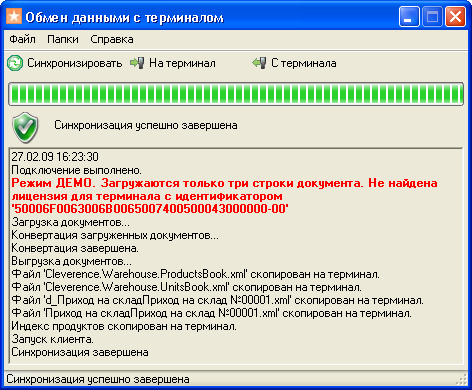 Обмен данными с терминалом
Файл Папки Справка
Синхронизировать На терминал С терминала
Синхронизация успешно завершена
27.02.09 16:23:30
Подключение выполнено.
Режим ДЕМО. Загружаются только три строки документа. Не найдена
лицензия для терминала с идентификатором
'50006F0063006B006500740050004​3000000-00'
Загрузка документов...
Конвертация загруженных документов...
Конвертация завершена.
Выгрузка документов...
Файл 'Cleverence.Warehouse.ProductsBook.xml' скопирован на терминал.
Файл 'Cleverence.Warehouse.UnitsBook.xml' скопирован на терминал.
Файл 'd_Приход на складПриход на склад №00001.xml' скопирован на терминал.
Файл 'Приход на складПриход на склад №00001.xml' скопирован на терминал.
Индекс продуктов скопирован на терминал.
Запуск клиента.
Синхронизация завершена
Синхронизация успешно завершена